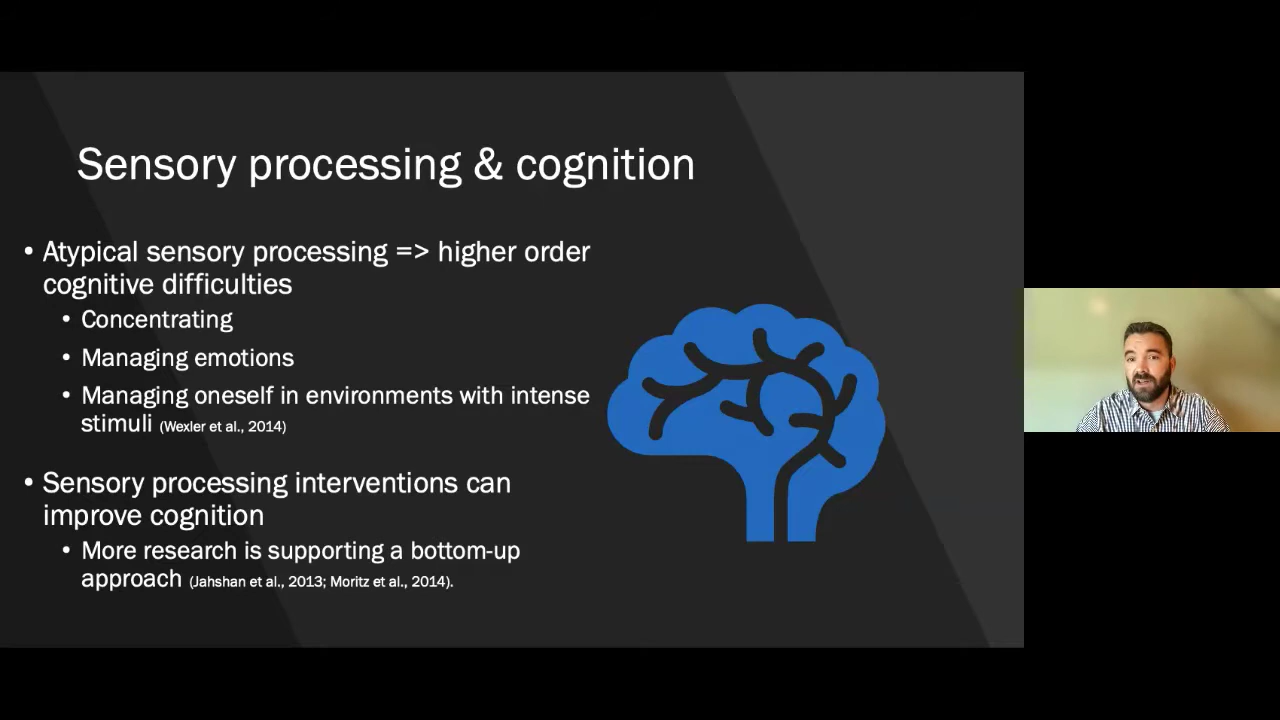 Sensory processing & cognition
• Atypical sensory processing => higher order
cognitive difficulties
• Concentrating
• Managing emotions
• Managing oneself in environments with intense
stimuli (Wexler et al., 2014)
• Sensory processing interventions can
improve cognition
• More research is supporting a bottom-up
approach (Jahshan et al., 2013; Moritz et al., 2014).